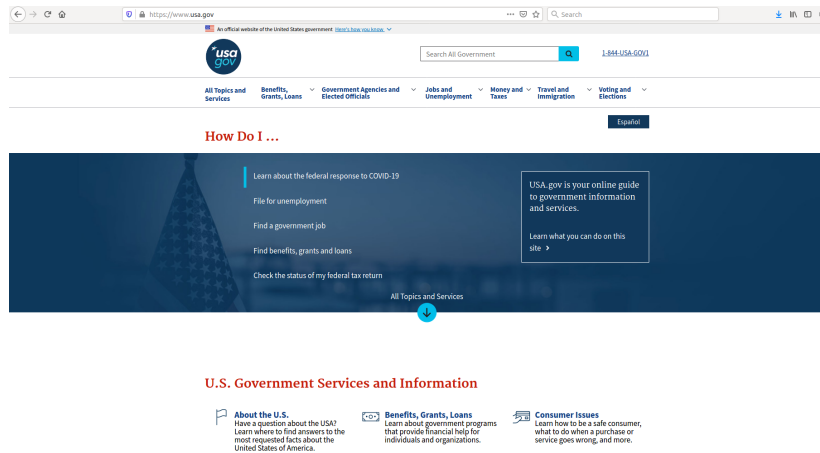 https://www.usa.gov
Search
An official website of the United States government Here's how you know
usa
gov
Search All Government
1-844-USA-GOV1
All Topics and
Services
Benefits,
Grants, Loans
Government Agencies and
Elected Officials
Jobs and
Unemployment
Money and
Taxes
Travel and
Immigration
Voting and
Elections
Español
How Do I ...
Learn about the federal response to COVID-19
File for unemployment
Find a government job
Find benefits, grants and loans
Check the status of my federal tax return
USA.gov is your online guide
to government information
and services.
Learn what you can do on this
site
All Topics and Services
U.S. Government Services and Information
About the U.S.
Have a question about the USA?
Learn where to find answers to the
most requested facts about the
United States of America.
Benefits, Grants, Loans
Learn about government programs
that provide financial help for
individuals and organizations.
Consumer Issues
Learn how to be a safe consumer,
what to do when a purchase or
service goes wrong, and more.